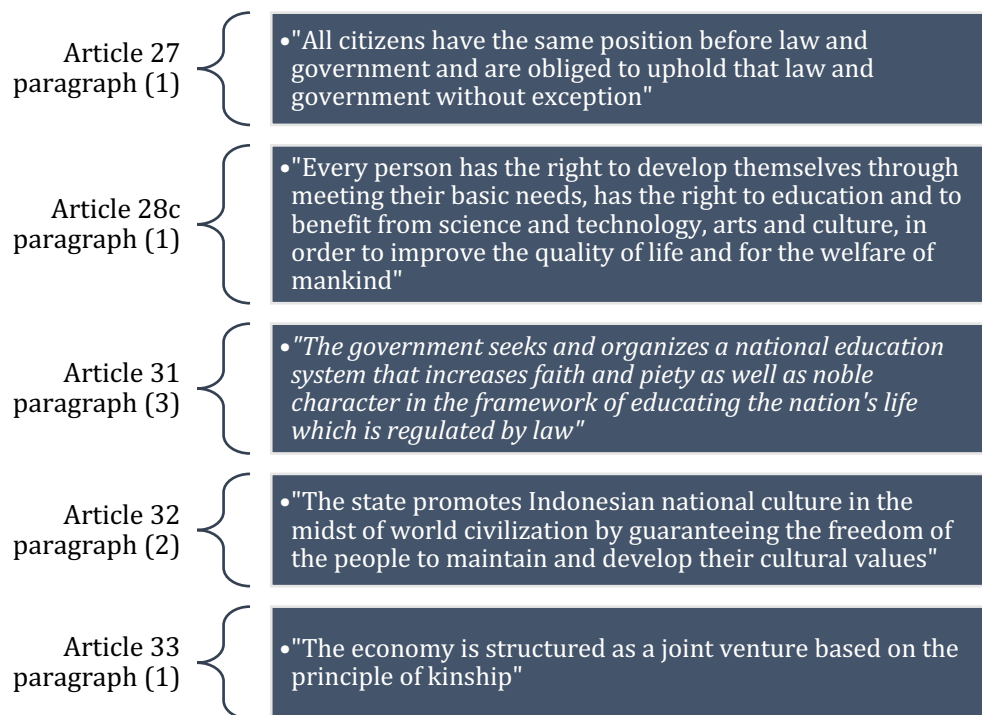 Article 27
paragraph (1)
•"All citizens have the same position before law and
government and are obliged to uphold that law and
government without exception"
Article 28c
paragraph (1)
•"Every person has the right to develop themselves through
meeting their basic needs, has the right to education and to
benefit from science and technology, arts and culture, in
order to improve the quality of life and for the welfare of
mankind"
Article 31
paragraph (3)
•"The government seeks and organizes a national education
system that increases faith and piety as well as noble
character in the framework of educating the nation's life
which is regulated by law"
Article 32
paragraph (2)
•"The state promotes Indonesian national culture in the
midst of world civilization by guaranteeing the freedom of
the people to maintain and develop their cultural values"
Article 33
paragraph (1)
•"The economy is structured as a joint venture based on the
principle of kinship"